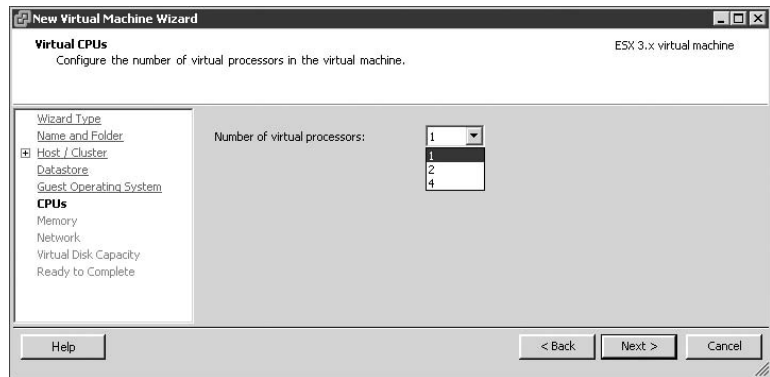 New Virtual Machine Wizard
Virtual CPUs
ESX 3.x virtual machine
Configure the number of virtual processors in the virtual machine.
Wizard Type
Name and Folder
Host / Cluster
Datastore
Guest Operating System
CPUs
Memory
Network
Virtual Disk Capacity
Ready to Complete
Number of virtual processors:
1
1
2
4
Help
< Back
Next >
Cancel